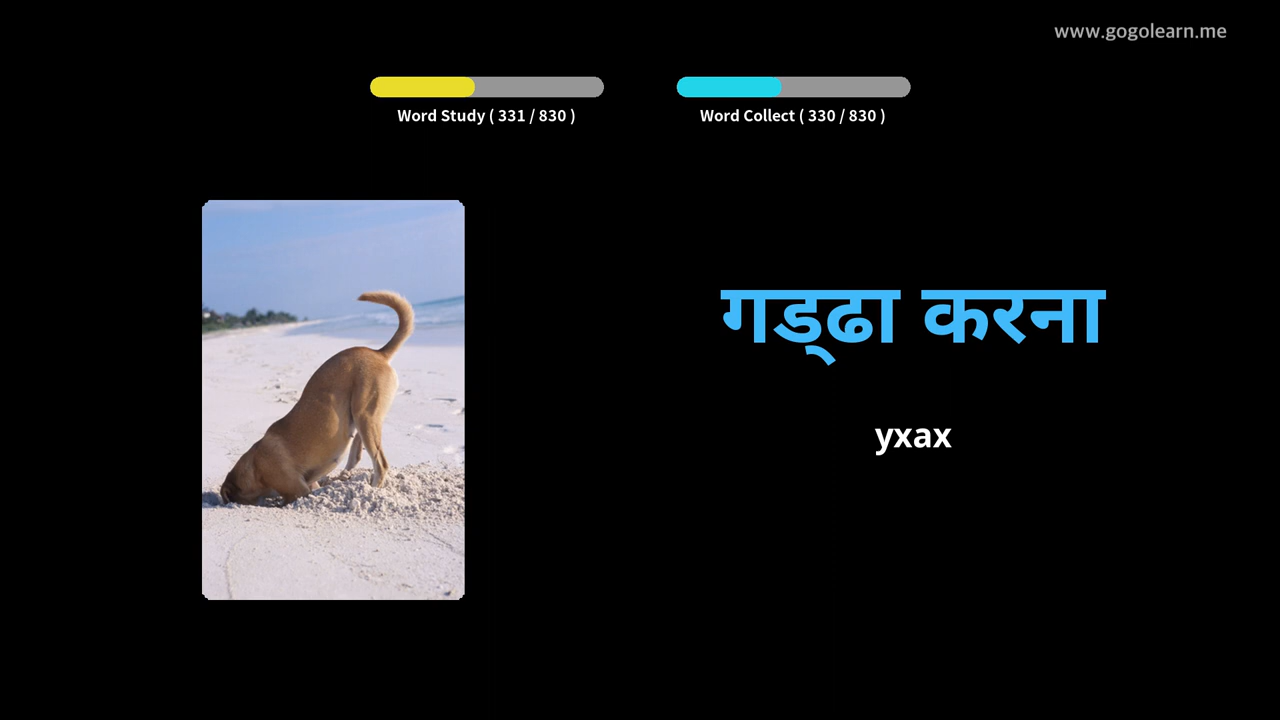 www.gogolearn.me
Word Study ( 331 / 830 )
Word Collect ( 330 / 830 )
गड्‌ढा करना
yxax